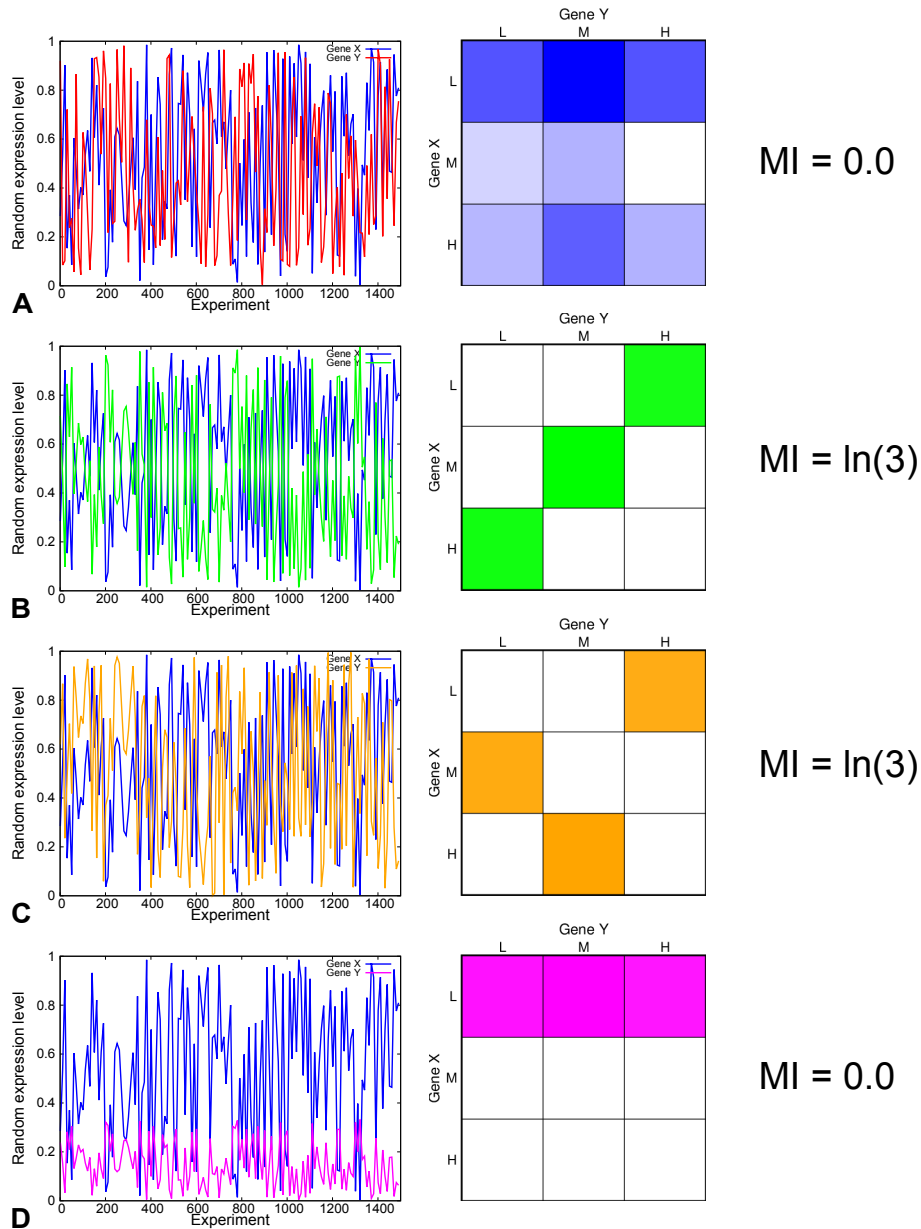 Gene Y
L M H
Gene X
Gene Y
1
0.8
0.6
0.4
0.2
0
Random expression level
0 200 400 600 800 1000 1200 1400
Experiment
L
M
H
Gene X
MI = 0.0
A
Gene Y
L M H
Gene X
Gene Y
1
0.8
0.6
0.4
0.2
0
Random expression level
0 200 400 600 800 1000 1200 1400
Experiment
L
M
H
Gene X
MI = ln(3)
B
Gene Y
L M H
Gene X
Gene Y
1
0.8
0.6
0.4
0.2
0
Random expression level
0 200 400 600 800 1000 1200 1400
Experiment
L
M
H
Gene X
MI = ln(3)
C
Gene Y
L M H
Gene X
Gene Y
1
0.8
0.6
0.4
0.2
0
Random expression level
0 200 400 600 800 1000 1200 1400
Experiment
L
M
H
Gene X
MI = 0.0
D